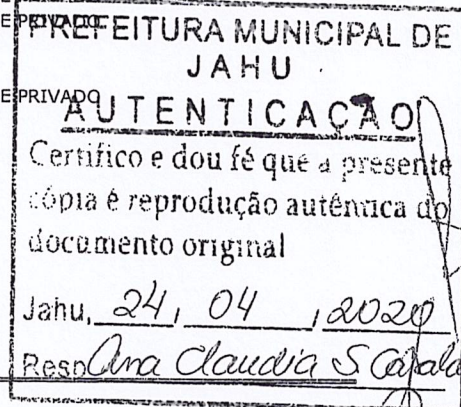 PREFEITURA MUNICIPAL DE
JAHU
E PRIVADO
AUTENTICAÇÃO
Certifico e dou fé que a presente
cópia é reprodução autêntica do
documento original
Jahu, 24, 04, 2020
Resp Ana Claudia S.